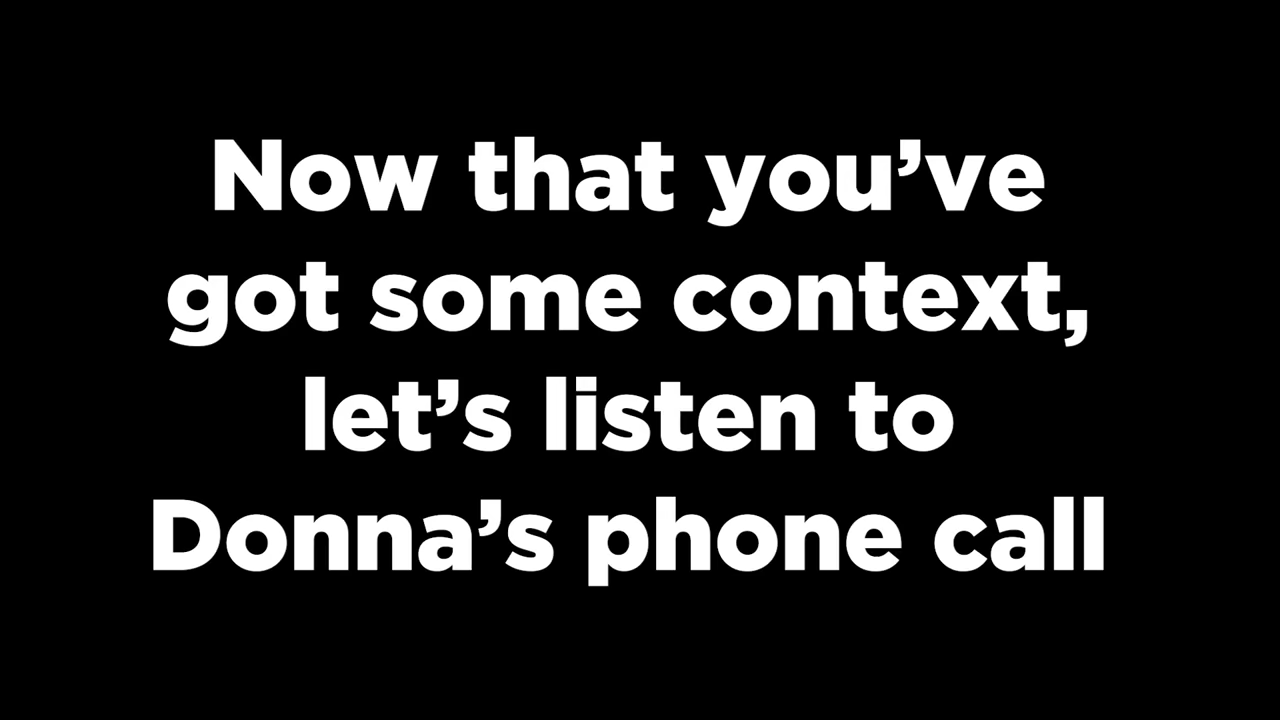 Now that you’ve
got some context,
let’s listen to
Donna’s phone call